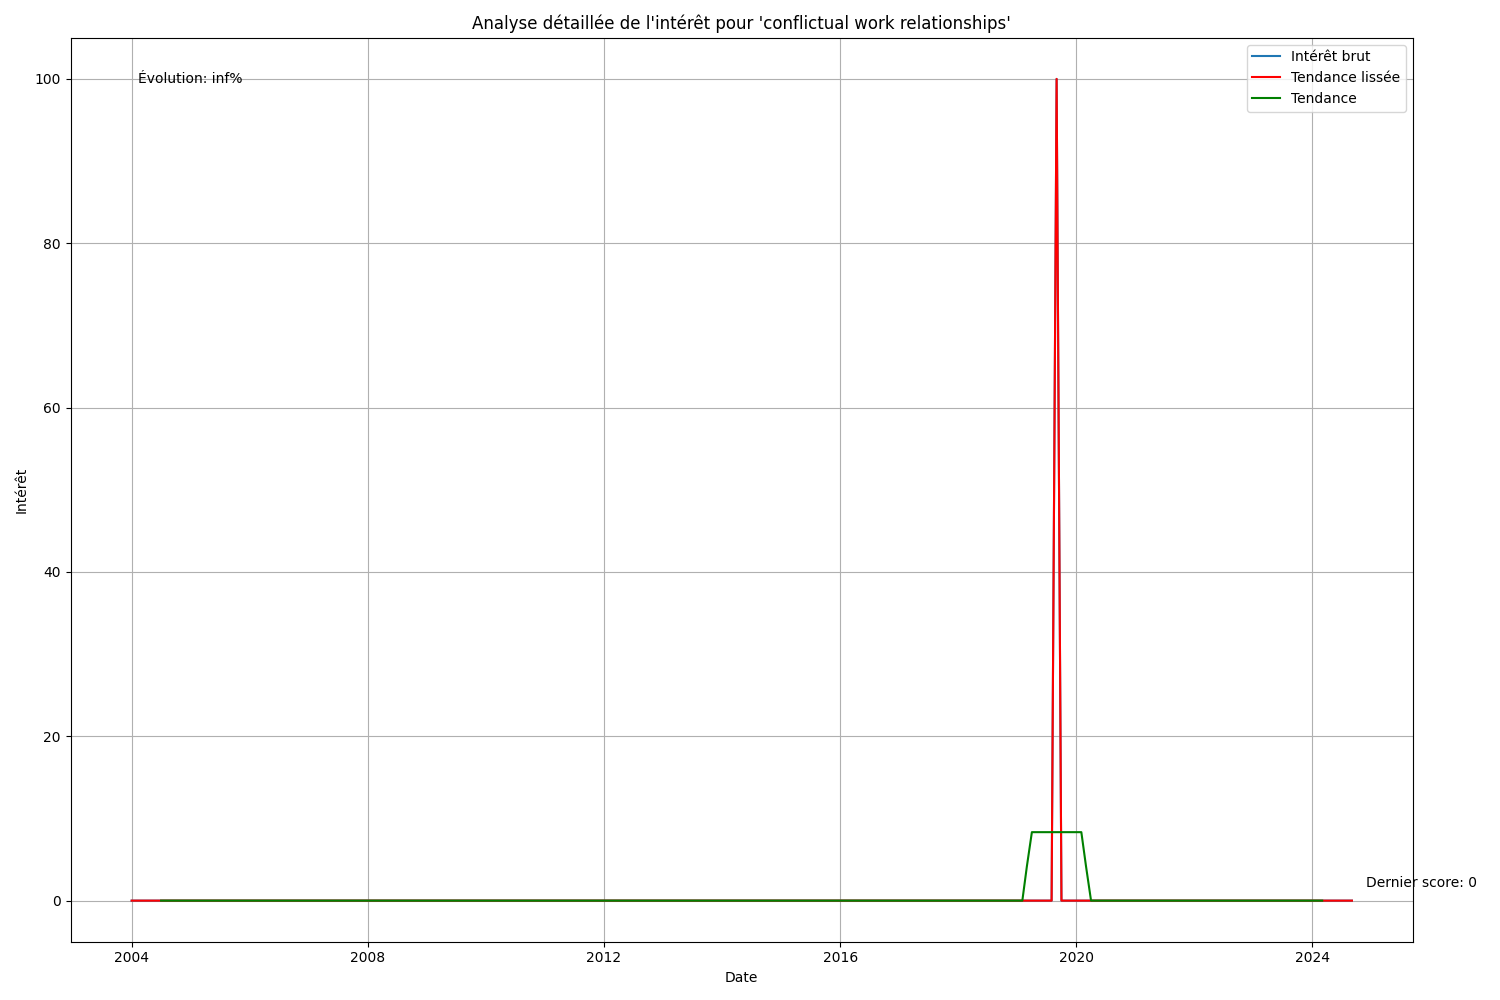 Analyse détaillée de l'intérêt pour 'conflictual work relationships'
Évolution: inf%
Intérêt brut
Tendance lissée
Tendance
100
80
60
40
20
0
Intérêt
Dernier score: 0
2004
2008
2012
2016
2020
2024
Date